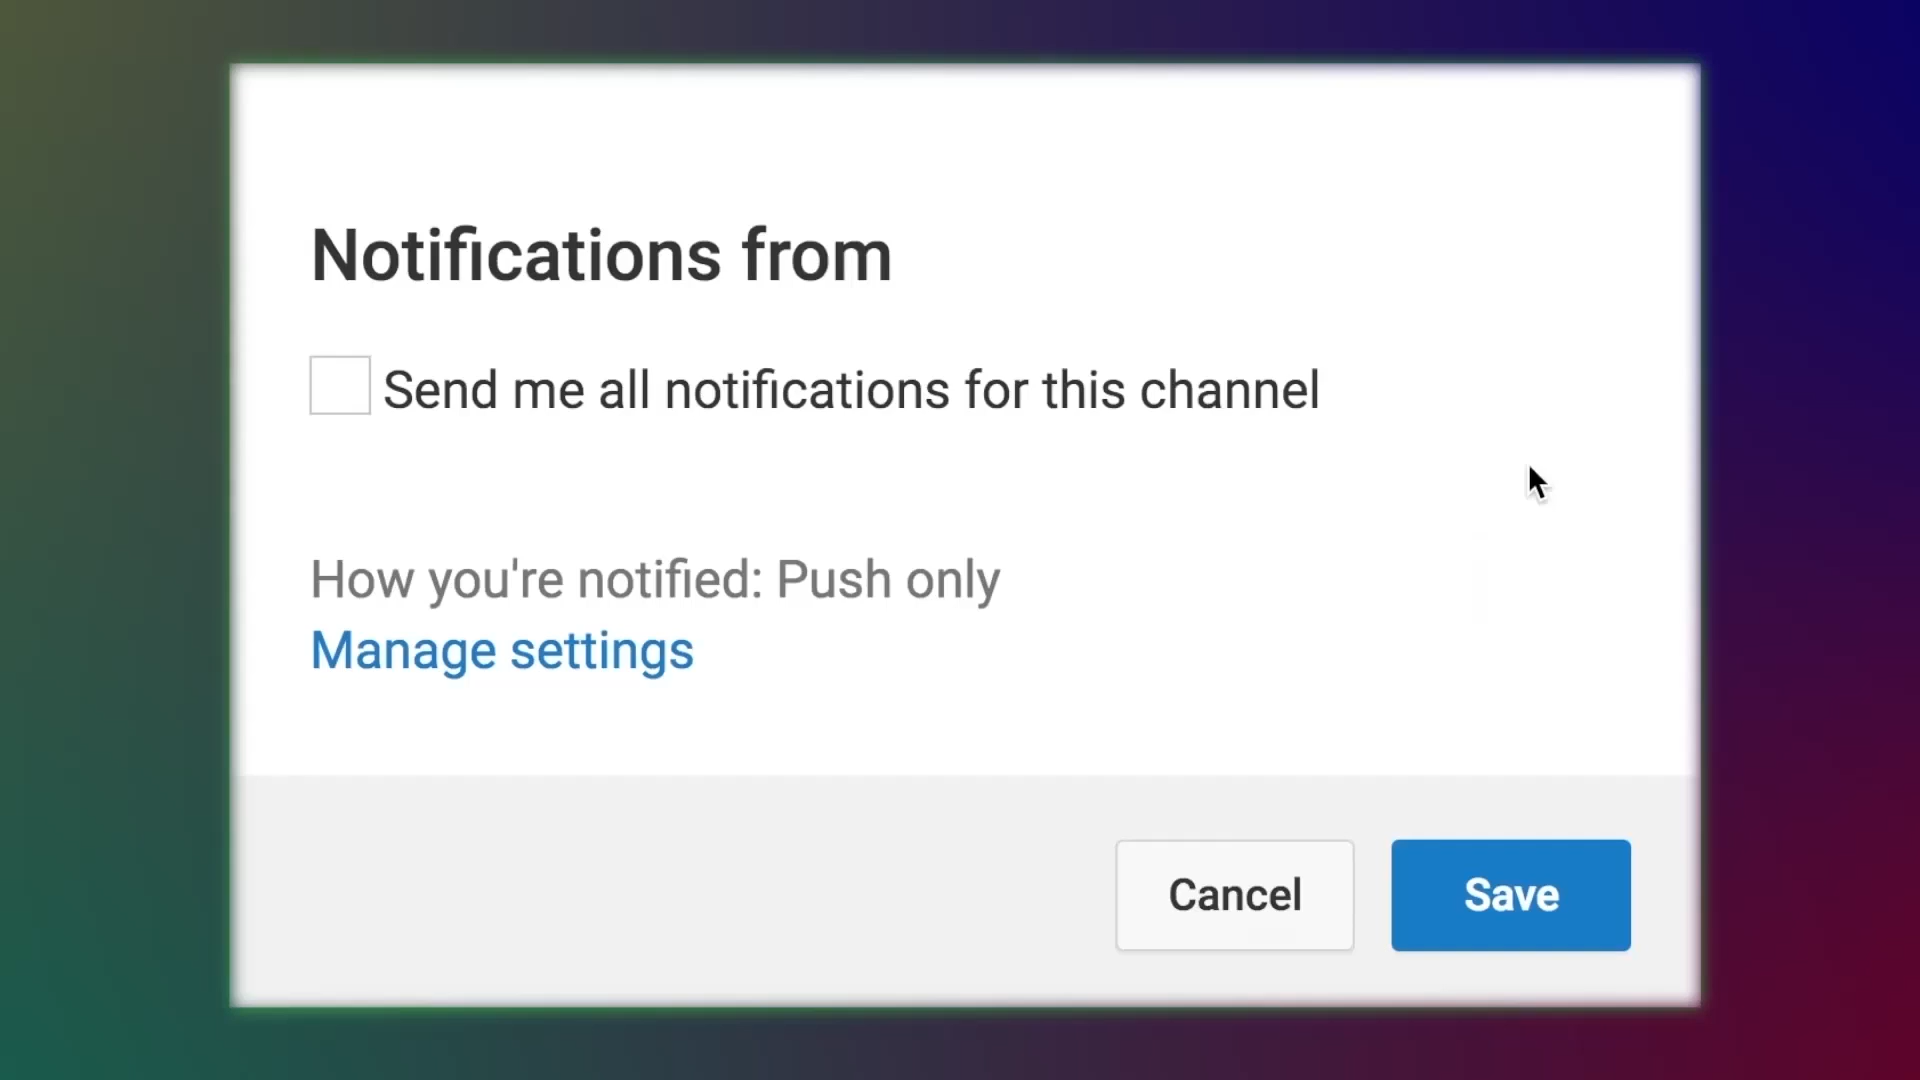 Notifications from
Send me all notifications for this channel
How you're notified: Push only
Manage settings
Cancel
Save